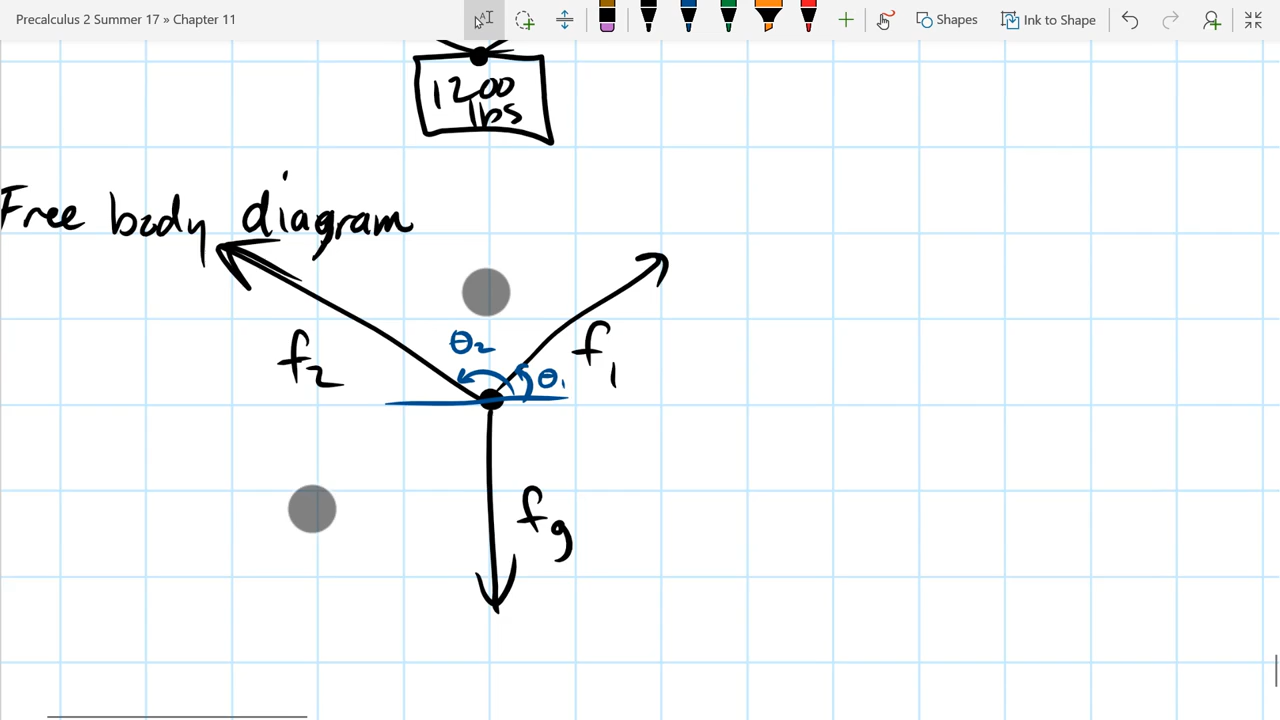 Precalculus 2 Summer 17 » Chapter 11
Shapes
Ink to Shape
1200
lbs
Free body diagram
θ2
f1
f2
θ1
fg